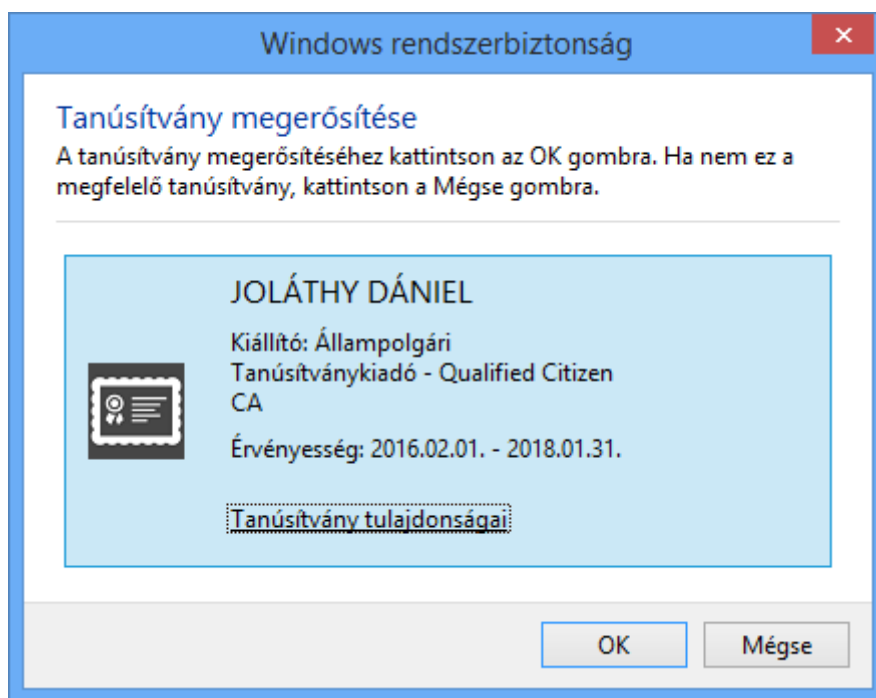 Windows rendszerbiztonság
Tanúsítvány megerősítése
A tanúsítvány megerősítéséhez kattintson az OK gombra. Ha nem ez a
megfelelő tanúsítvány, kattintson a Mégse gombra.
JOLÁTHY DÁNIEL
Kiállító: Állampolgári
Tanúsítványkiadó - Qualified Citizen
CA
Érvényesség: 2016.02.01. - 2018.01.31.
Tanúsítvány tulajdonságai
OK
Mégse